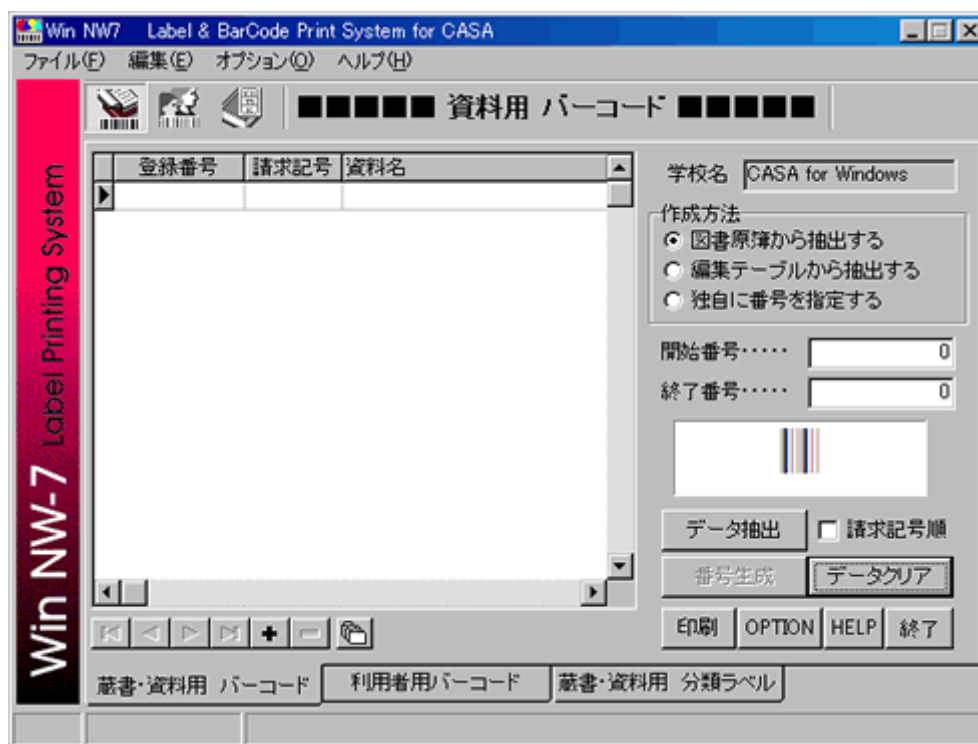 Win NW7 Label & BarCode Print System for CASA
ファイル(F) 編集(E) オプション(O) ヘルプ(H)
■■■■■ 資料用 バーコード ■■■■■
登録番号 請求記号 資料名
学校名 CASA for Windows
作成方法
図書原簿から抽出する
編集テーブルから抽出する
独自に番号を指定する
開始番号・・・・・ 0
終了番号・・・・・ 0
データ抽出 請求記号順
番号生成 データクリア
印刷 OPTION HELP 終了
蔵書・資料用 バーコード 利用者用バーコード 蔵書・資料用 分類ラベル
Win NW-7 Label Printing System